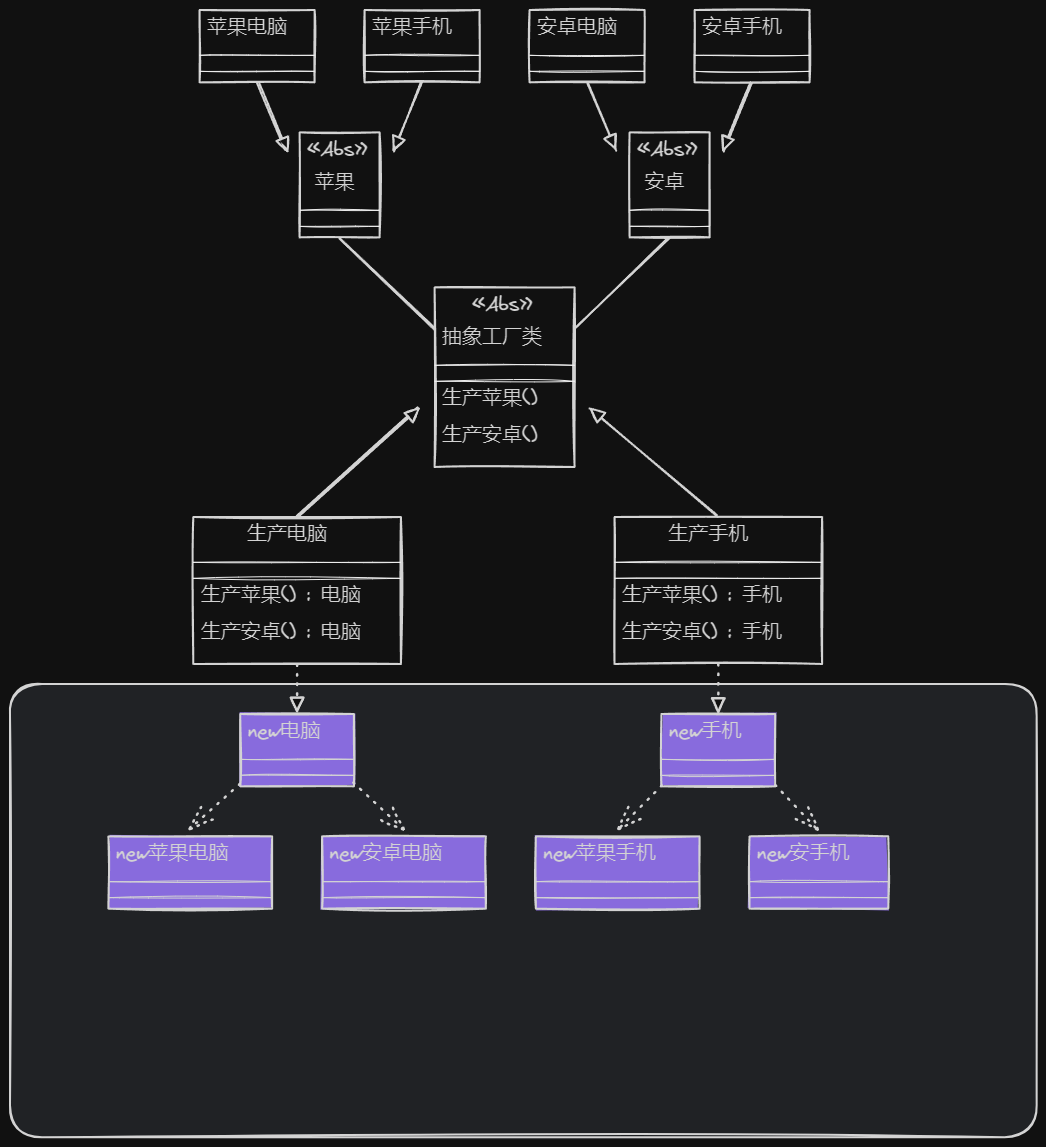 苹果电脑
苹果手机
安卓电脑
安卓手机
«Abs»
苹果
«Abs»
安卓
«Abs»
抽象工厂类
生产苹果()
生产安卓()
生产电脑
生产苹果() : 电脑
生产安卓() : 电脑
生产手机
生产苹果() : 手机
生产安卓() : 手机
new电脑
new手机
new苹果电脑
new安卓电脑
new苹果手机
new安手机